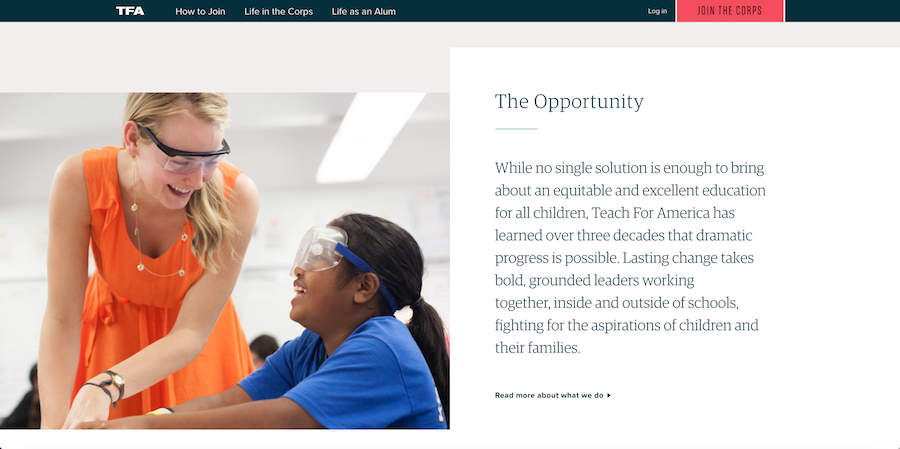 TFA How to Join Life in the Corps Life as an Alum Log in JOIN THE CORPS
The Opportunity
While no single solution is enough to bring
about an equitable and excellent education
for all children, Teach For America has
learned over three decades that dramatic
progress is possible. Lasting change takes
bold, grounded leaders working
together, inside and outside of schools,
fighting for the aspirations of children and
their families.
Read more about what we do